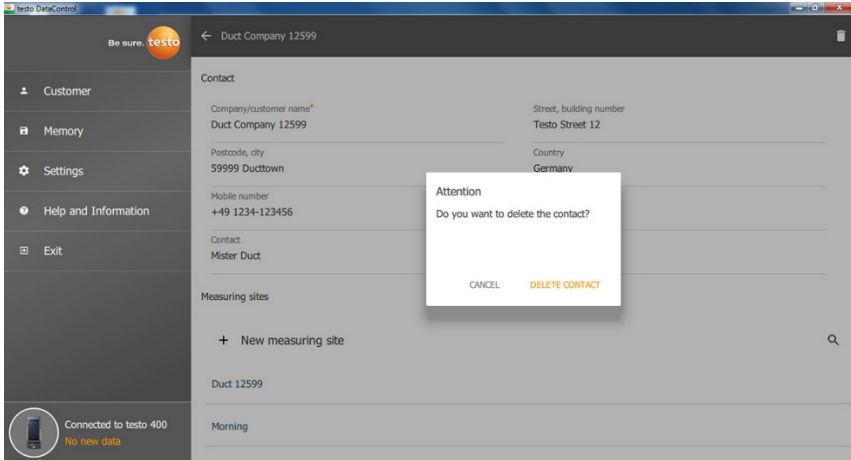 testo DataControl
Be sure. testo
Customer
Memory
Settings
Help and Information
Exit
Connected to testo 400
No new data
Duct Company 12599
Contact
Company/customer name*
Duct Company 12599
Street, building number
Testo Street 12
Postcode, city
59999 Ducttown
Country
Germany
Mobile number
+49 1234-123456
Contact
Mister Duct
Attention
Do you want to delete the contact?
CANCEL
DELETE CONTACT
Measuring sites
+ New measuring site
Duct 12599
Morning